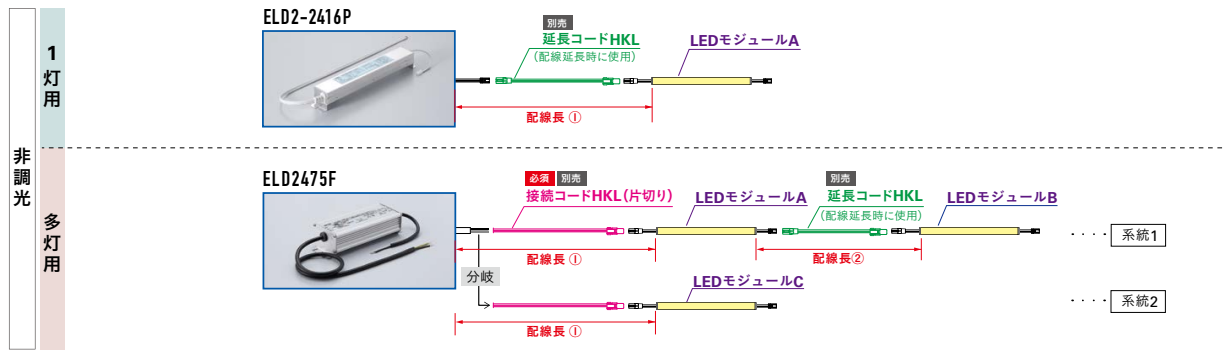 非調光
1灯用
ELD2-2416P
別売
延長コードHKL
(配線延長時に使用)
LEDモジュールA
配線長①
多灯用
ELD2475F
必須 別売
接続コードHKL(片切り)
LEDモジュールA
別売
延長コードHKL
(配線延長時に使用)
LEDモジュールB
・・・・ 系統1
配線長①
配線長②
分岐
LEDモジュールC
・・・・ 系統2
配線長①